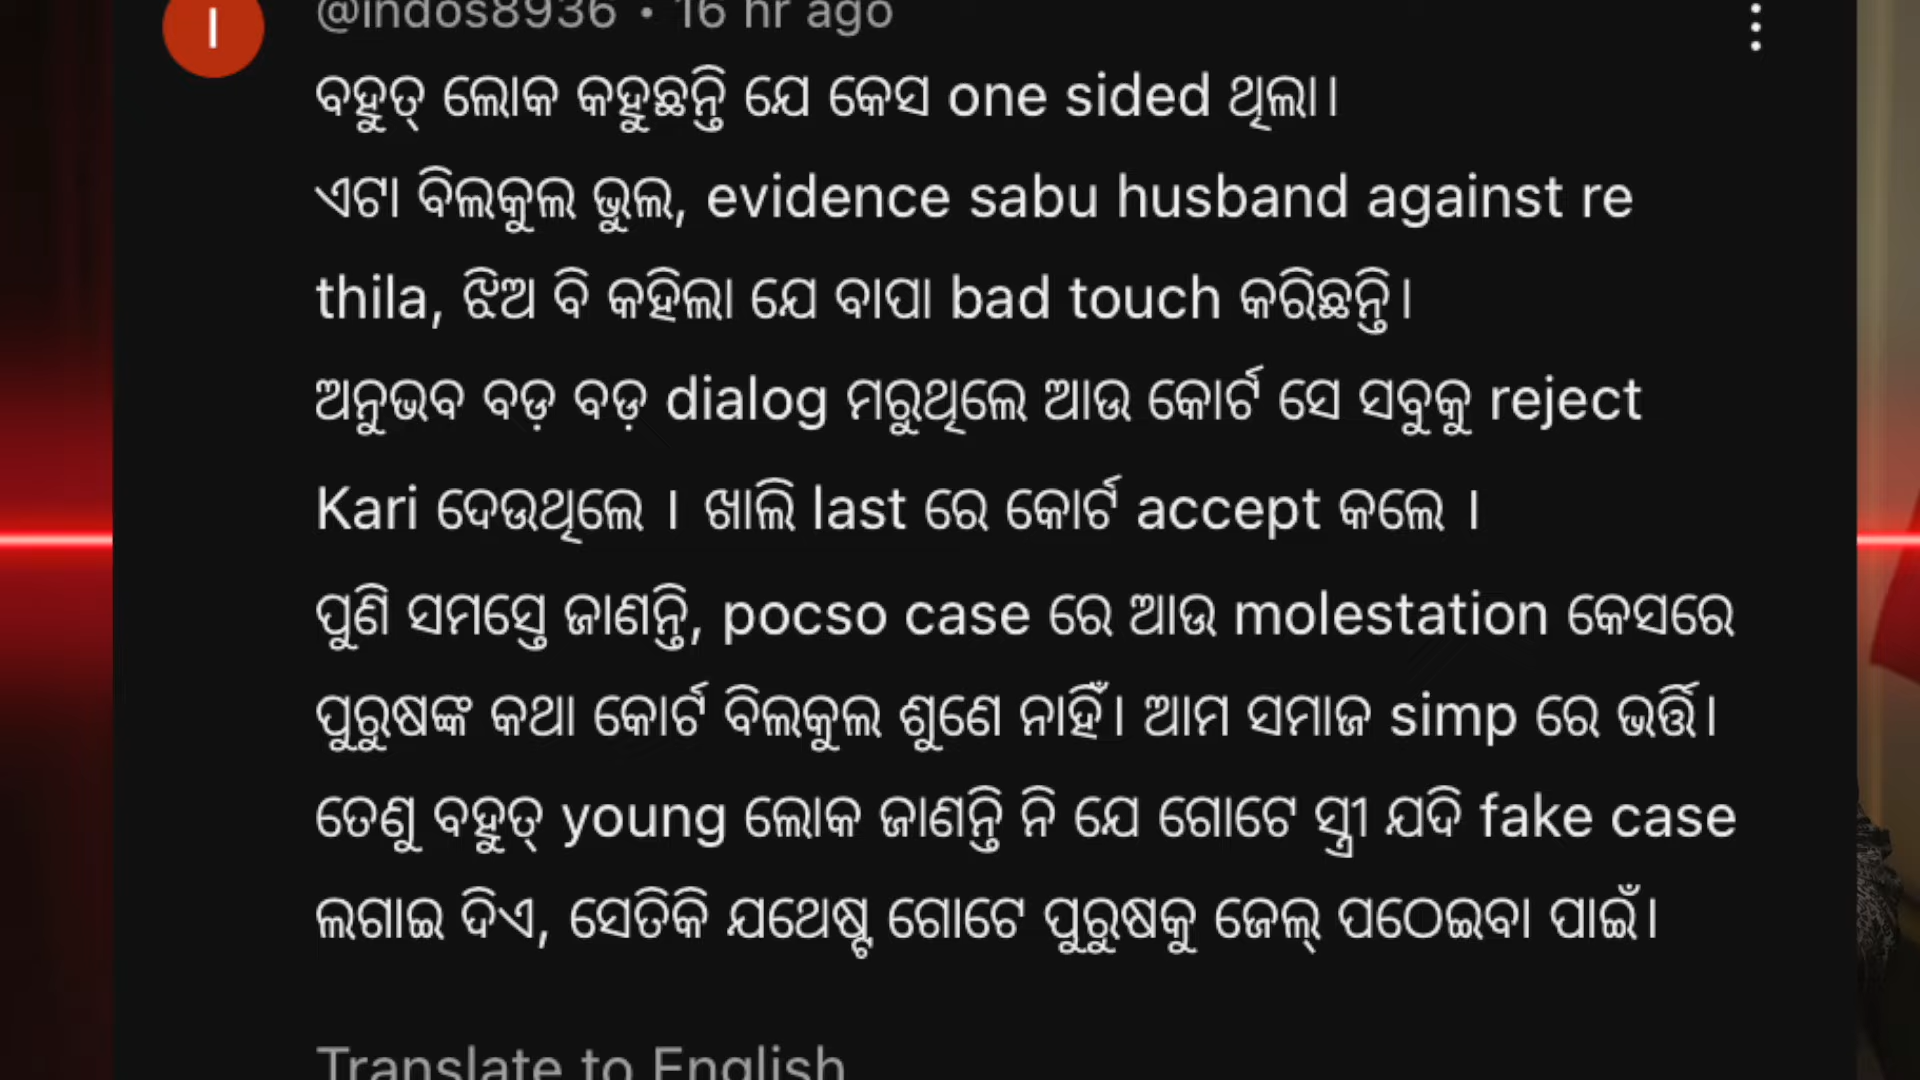 @indos8936 • 16 hr ago
I
ବହୁତ୍ ଲୋକ କହୁଛନ୍ତି ଯେ କେସ one sided ଥିଲା।
ଏଟା ବିଲକୁଲ ଭୁଲ, evidence sabu husband against re
thila, ଝିଅ ବି କହିଲା ଯେ ବାପା bad touch କରିଛନ୍ତି।
ଅନୁଭବ ବଡ଼ ବଡ଼ dialog ମରୁଥିଲେ ଆଉ କୋର୍ଟ ସେ ସବୁକୁ reject
Kari ଦେଉଥିଲେ । ଖାଲି last ରେ କୋର୍ଟ accept କଲେ ।
ପୁଣି ସମସ୍ତେ ଜାଣନ୍ତି, pocso case ରେ ଆଉ molestation କେସରେ
ପୁରୁଷଙ୍କ କଥା କୋର୍ଟ ବିଲକୁଲ ଶୁଣେ ନାହିଁ। ଆମ ସମାଜ simp ରେ ଭର୍ତ୍ତି।
ତେଣୁ ବହୁତ୍ young ଲୋକ ଜାଣନ୍ତି ନି ଯେ ଗୋଟେ ସ୍ତ୍ରୀ ଯଦି fake case
ଲଗାଇ ଦିଏ, ସେତିକି ଯଥେଷ୍ଟ ଗୋଟେ ପୁରୁଷକୁ ଜେଲ୍ ପଠେଇବା ପାଇଁ।
Translate to English